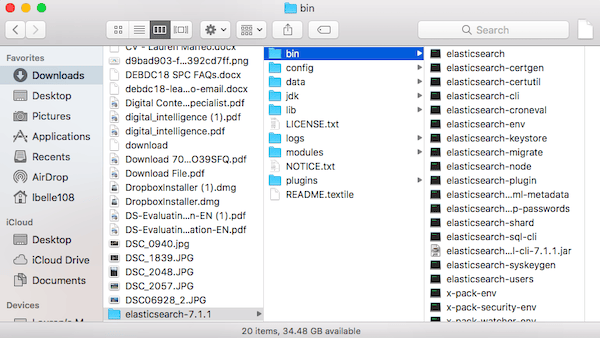 bin
Search
Favorites
Downloads
Desktop
Pictures
Applications
Recents
AirDrop
lbelle108
iCloud
Desktop
iCloud Drive
Documents
Devices
CV - Lauren Maffeo.docx
d9bad903-f...392cd7ff.png
DEBDC18 SPC FAQs.docx
debdc18-lea...o-email.docx
Digital Conte...pecialist.pdf
digital_intelligence (1).pdf
digital_intelligence.pdf
download
Download 70...O39SFQ.pdf
Download File.pdf
DropboxInstaller (1).dmg
DropboxInstaller.dmg
DS-Evaluatin...n-EN (1).pdf
DS-Evaluating...ation-EN.pdf
DSC_0940.jpg
DSC_1839.JPG
DSC_2048.JPG
DSC_2057.JPG
DSC06928_2.JPG
elasticsearch-7.1.1
bin
config
data
jdk
lib
LICENSE.txt
logs
modules
NOTICE.txt
plugins
README.textile
elasticsearch
elasticsearch-certgen
elasticsearch-certutil
elasticsearch-cli
elasticsearch-croneval
elasticsearch-env
elasticsearch-keystore
elasticsearch-migrate
elasticsearch-node
elasticsearch-plugin
elasticsearch...ml-metadata
elasticsearch...p-passwords
elasticsearch-shard
elasticsearch-sql-cli
elasticsearch...l-cli-7.1.1.jar
elasticsearch-syskeygen
elasticsearch-users
x-pack-env
x-pack-security-env
x-pack-watcher-env
20 items, 34.48 GB available